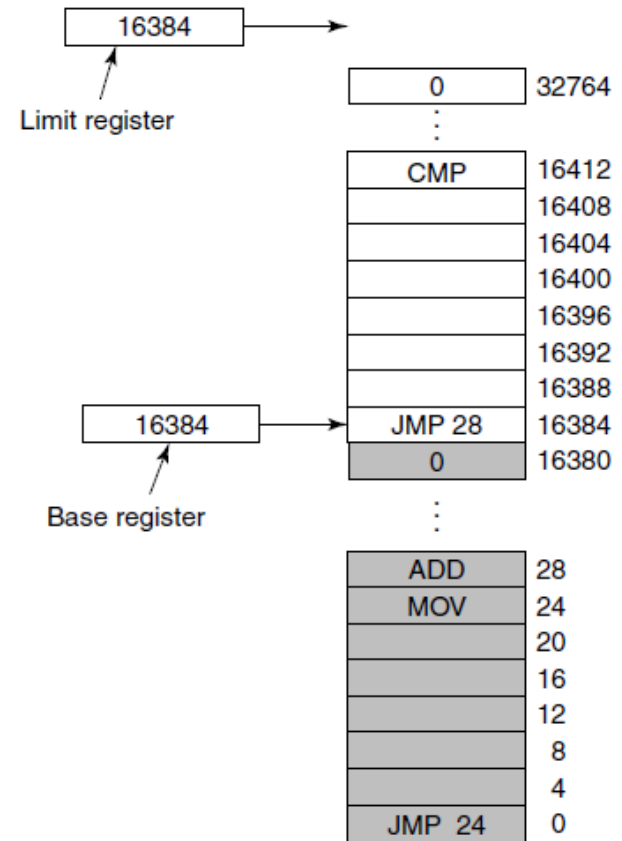 16384
Limit register
0 32764
CMP 16412
16408
16404
16400
16396
16392
16388
16384 JMP 28 16384
0 16380
Base register
ADD 28
MOV 24
20
16
12
8
4
JMP 24 0